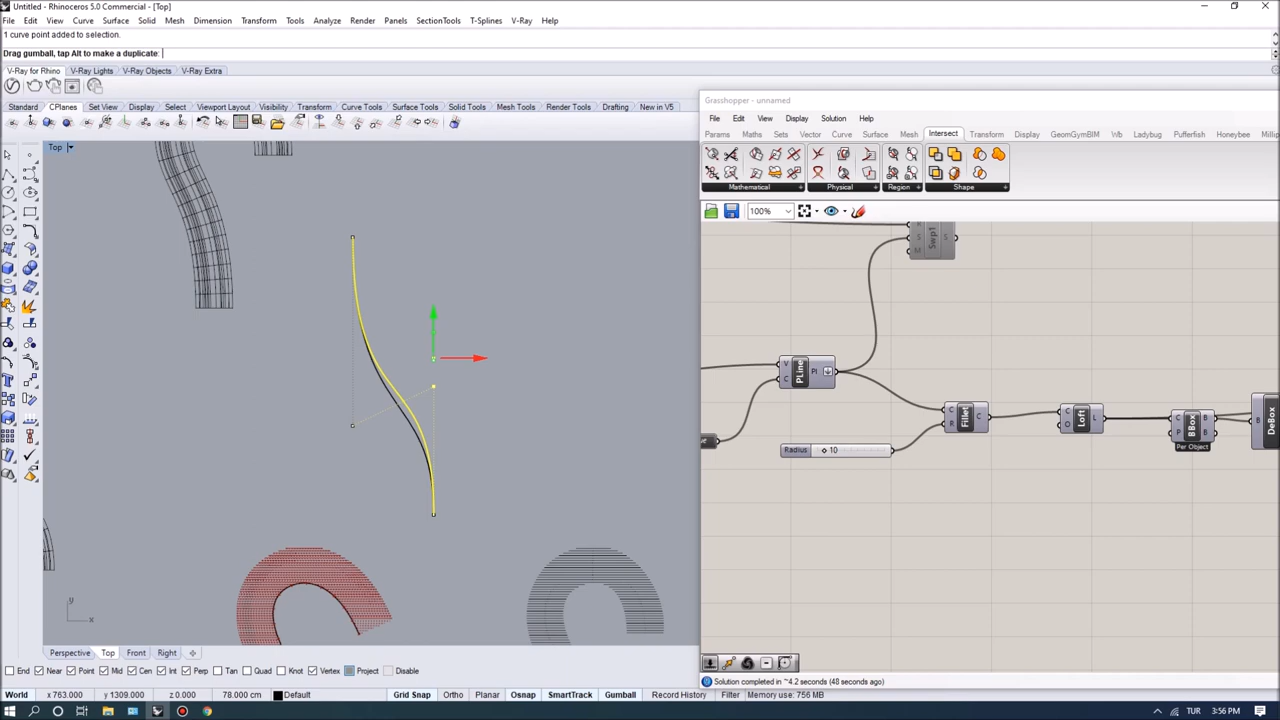 Untitled - Rhinoceros 5.0 Commercial - [Top]
File Edit View Curve Surface Solid Mesh Dimension Transform Tools Analyze Render Panels SectionTools T-Splines V-Ray Help
1 curve point added to selection.
Drag gumball, tap Alt to make a duplicate:
V-Ray for Rhino V-Ray Lights V-Ray Objects V-Ray Extra
Standard CPlanes Set View Display Select Viewport Layout Visibility Transform Curve Tools Surface Tools Solid Tools Mesh Tools Render Tools Drafting New in V5
Top
Grasshopper - unnamed
File Edit View Display Solution Help
Params Maths Sets Vector Curve Surface Mesh Intersect Transform Display GeomGymBIM Wb Ladybug Pufferfish Honeybee
Mathematical Physical Region Shape
100%
R
S
M
Swp1
S
V
C
PLine
Pl
C
R
Fillet
C
C
O
Loft
L
C
P
BBox
B
B
Per Object
B
DeBox
Radius 10
y
x
Perspective Top Front Right
End Near Point Mid Cen Int Perp Tan Quad Knot Vertex Project Disable
World x 763.000 y 1309.000 z 0.000 78.000 cm Default Grid Snap Ortho Planar Osnap SmartTrack Gumball Record History Filter Memory use: 756 MB
Solution completed in ~4.2 seconds (48 seconds ago)
TUR 3:56 PM